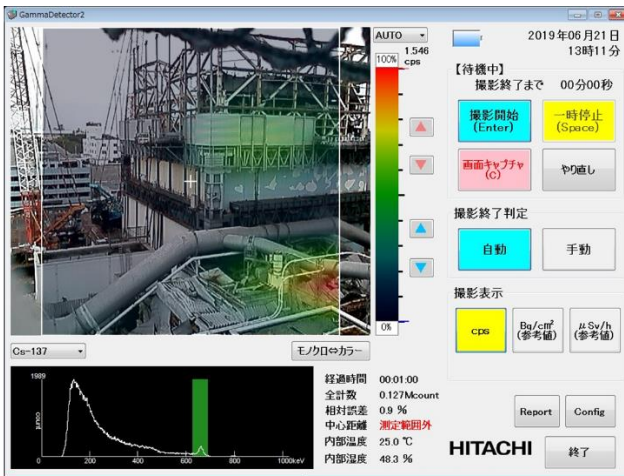 GammaDetector2
AUTO
1.546
cps
100%
0%
2019年06月21日
13時11分
【待機中】
撮影終了まで 00分00秒
撮影開始
(Enter)
一時停止
(Space)
画面キャプチャ
(C)
やり直し
撮影終了判定
自動
手動
撮影表示
cps
Bq/cm²
(参考値)
μSv/h
(参考値)
Cs-137
モノクロ⇔カラー
1989
count
0
0 200 400 600 800 1000keV
経過時間 00:01:00
全計数 0.127Mcount
相対誤差 0.9 %
中心距離 測定範囲外
内部温度 25.0 ℃
内部湿度 48.3 %
Report
Config
HITACHI
終了